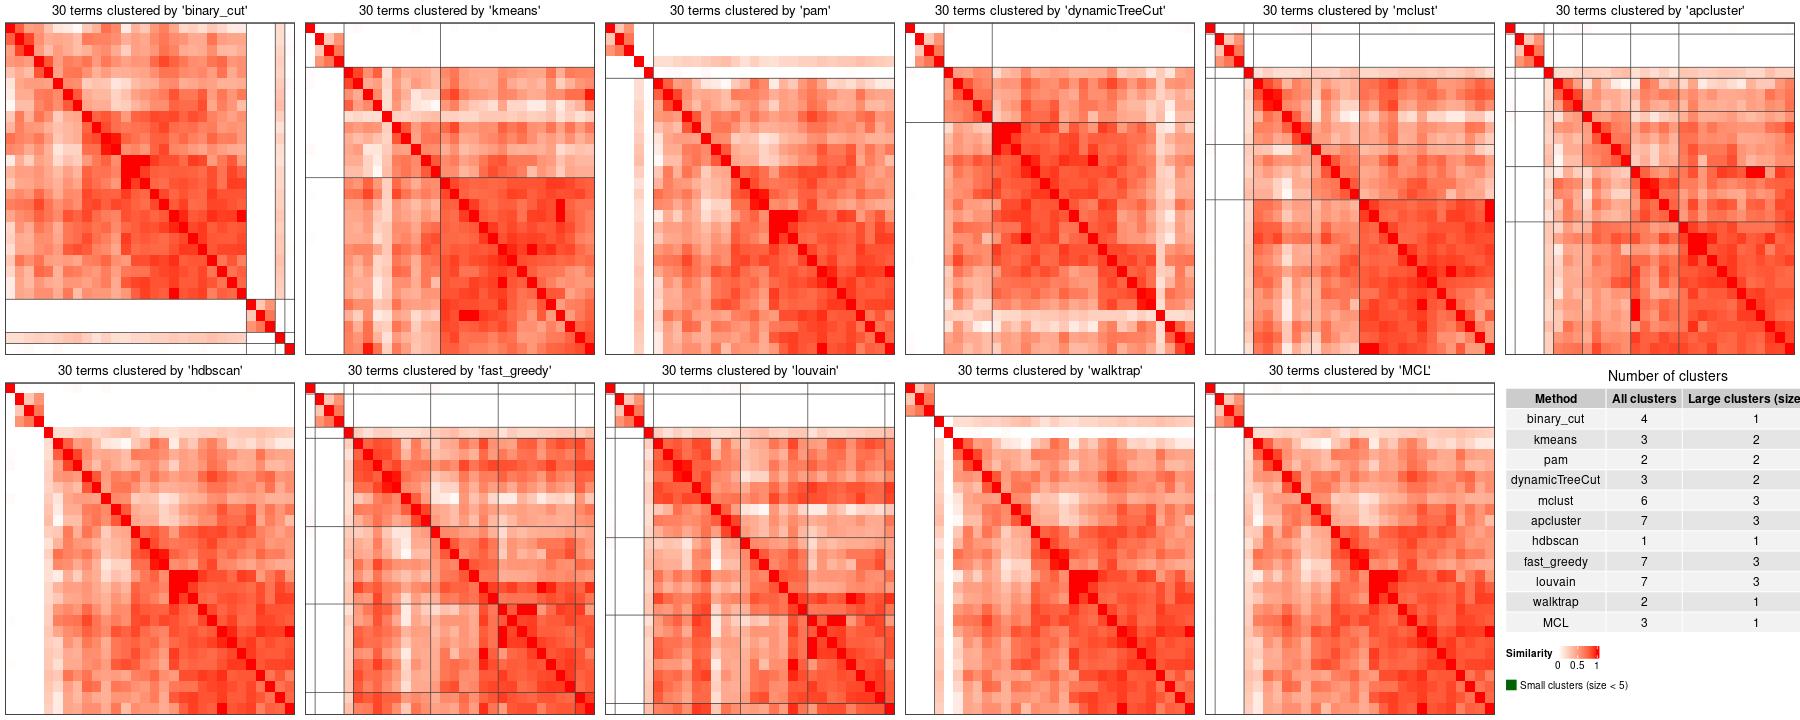 30 terms clustered by 'binary_cut'
30 terms clustered by 'kmeans'
30 terms clustered by 'pam'
30 terms clustered by 'dynamicTreeCut'
30 terms clustered by 'mclust'
30 terms clustered by 'apcluster'
30 terms clustered by 'hdbscan'
30 terms clustered by 'fast_greedy'
30 terms clustered by 'louvain'
30 terms clustered by 'walktrap'
30 terms clustered by 'MCL'
Number of clusters
Method All clusters Large clusters (size
binary_cut 4 1
kmeans 3 2
pam 2 2
dynamicTreeCut 3 2
mclust 6 3
apcluster 7 3
hdbscan 1 1
fast_greedy 7 3
louvain 7 3
walktrap 2 1
MCL 3 1
Similarity
0 0.5 1
Small clusters (size < 5)